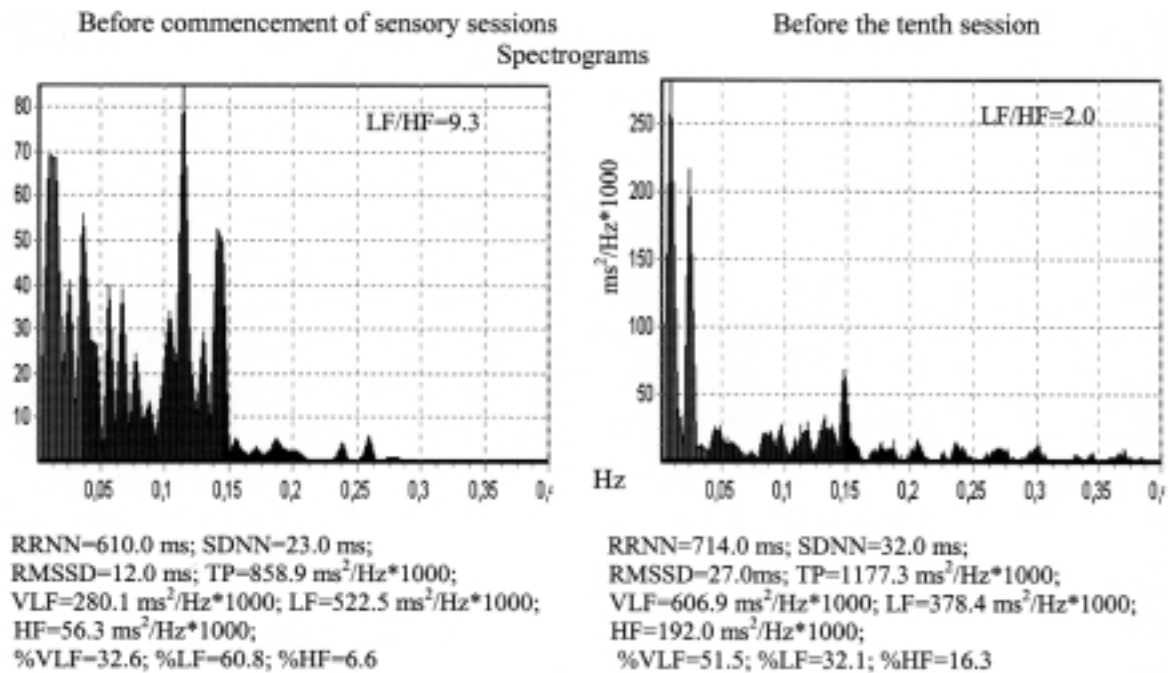 Before commencement of sensory sessions
Before the tenth session
Spectrograms
LF/HF=9.3
80
70
60
50
40
30
20
10
0,05 0,1 0,15 0,2 0,25 0,3 0,35 0,4
LF/HF=2.0
ms²/Hz*1000
250
200
150
100
50
0,05 0,1 0,15 0,2 0,25 0,3 0,35 0,4
Hz
RRNN=610.0 ms; SDNN=23.0 ms;
RMSSD=12.0 ms; TP=858.9 ms²/Hz*1000;
VLF=280.1 ms²/Hz*1000; LF=522.5 ms²/Hz*1000;
HF=56.3 ms²/Hz*1000;
%VLF=32.6; %LF=60.8; %HF=6.6
RRNN=714.0 ms; SDNN=32.0 ms;
RMSSD=27.0ms; TP=1177.3 ms²/Hz*1000;
VLF=606.9 ms²/Hz*1000; LF=378.4 ms²/Hz*1000;
HF=192.0 ms²/Hz*1000;
%VLF=51.5; %LF=32.1; %HF=16.3